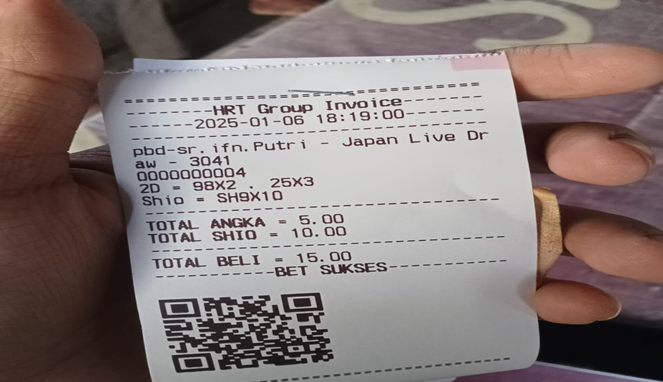 ===============================
--------HRT Group Invoice--------
-------2025-01-06 18:19:00-------
pbd-sr.ifn.Putri - Japan Live Dr
aw - 3041
0000000004
2D = 98X2 . 25X3
Shio = SH9X10
--------------------------------
TOTAL ANGKA = 5.00
TOTAL SHIO = 10.00
--------------------------------
TOTAL BELI = 15.00
-----------BET SUKSES-----------